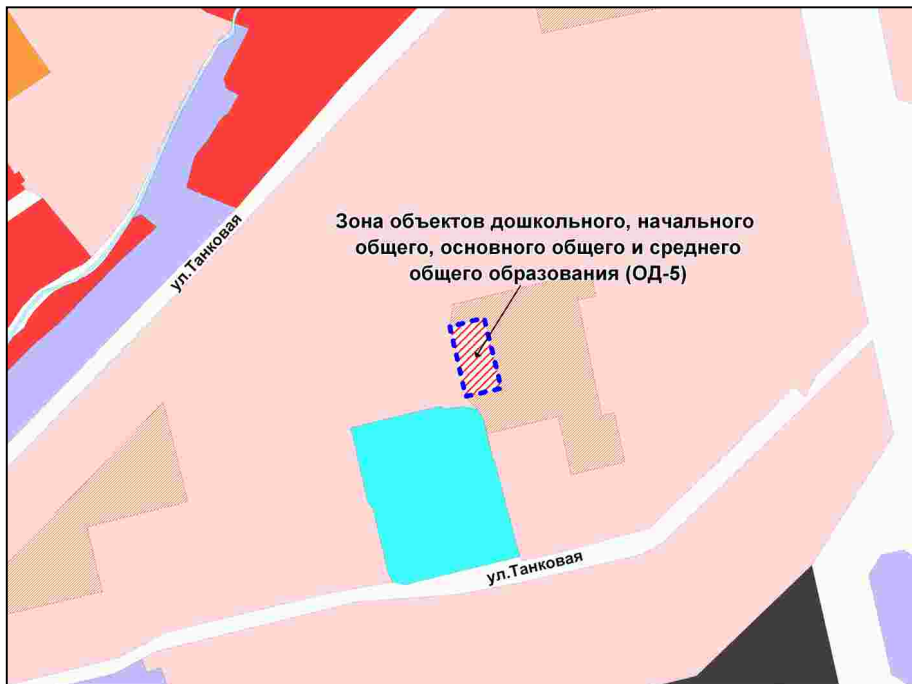 Зона объектов дошкольного, начального
общего, основного общего и среднего
общего образования (ОД-5)
ул.Танковая
ул.Танковая